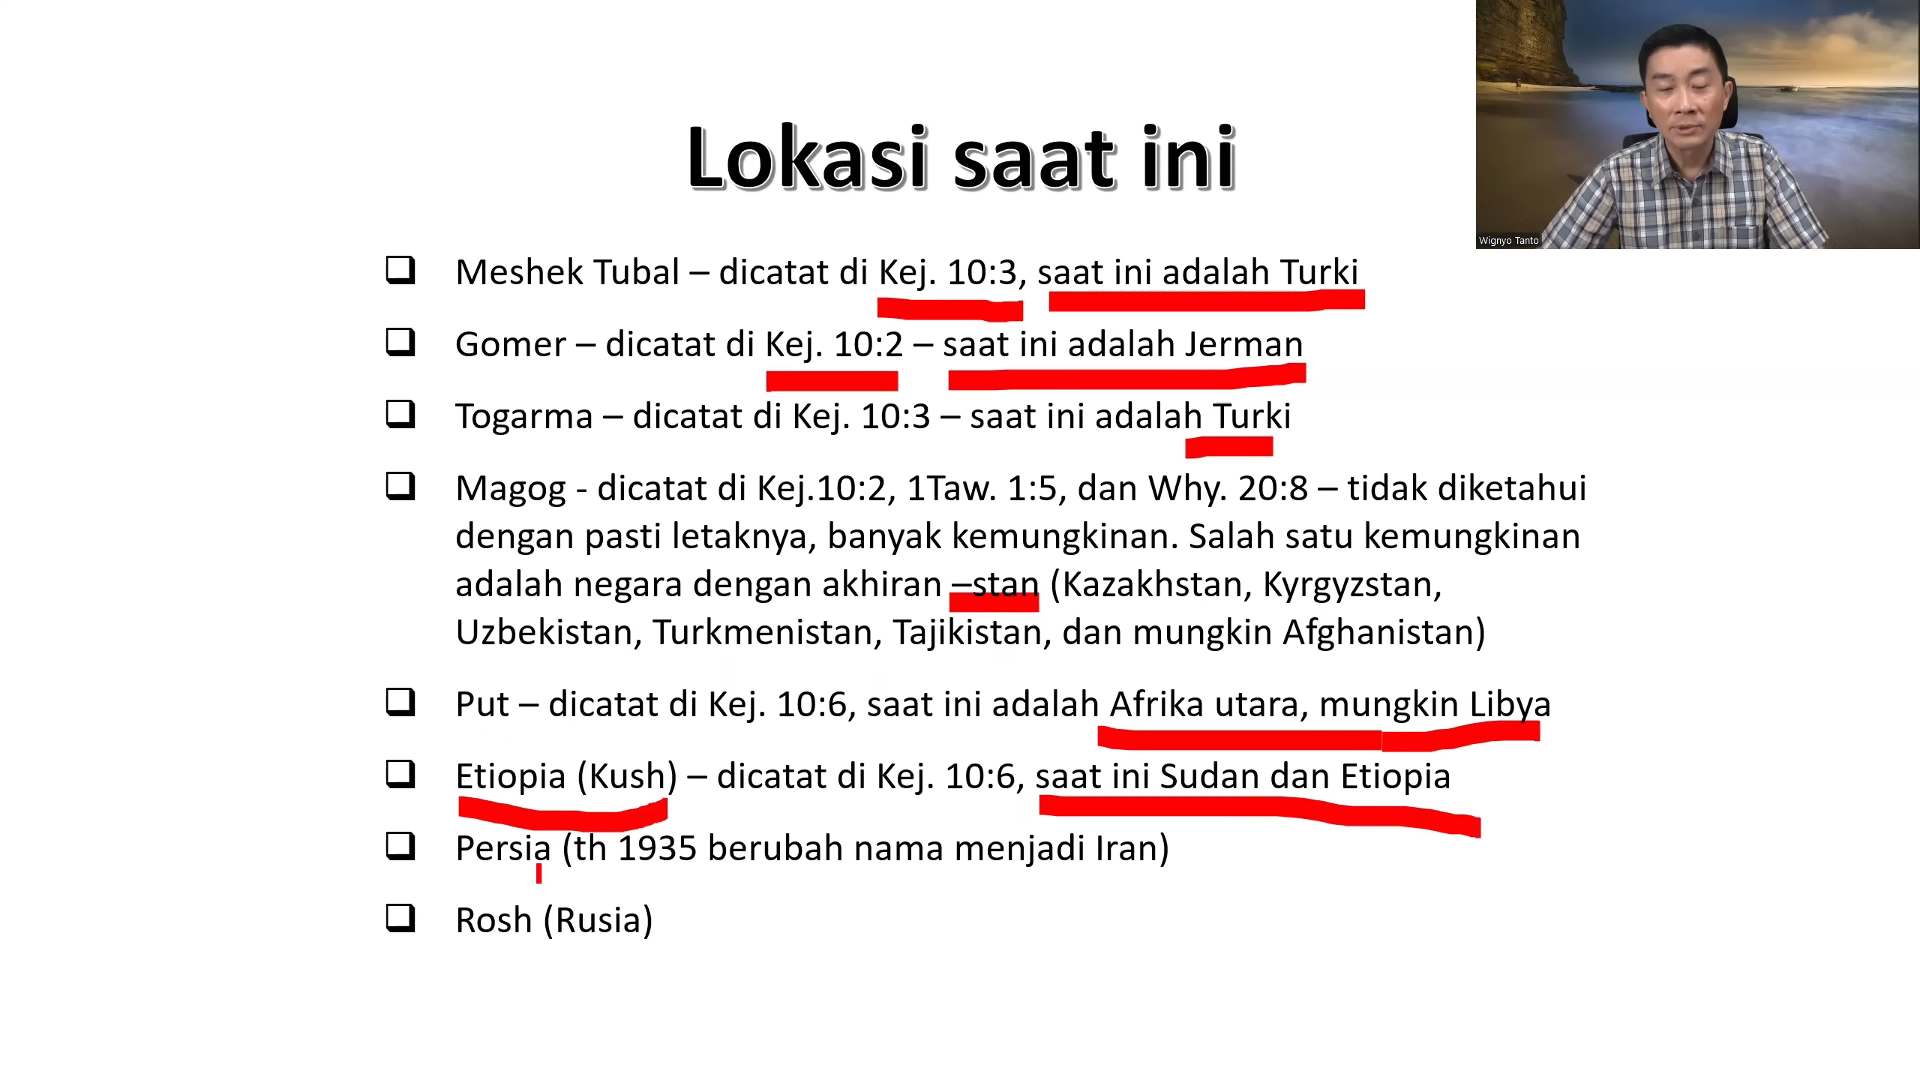 Lokasi saat ini
Wignyo Tanto
Meshek Tubal – dicatat di Kej. 10:3, saat ini adalah Turki
Gomer – dicatat di Kej. 10:2 – saat ini adalah Jerman
Togarma – dicatat di Kej. 10:3 – saat ini adalah Turki
Magog - dicatat di Kej.10:2, 1Taw. 1:5, dan Why. 20:8 – tidak diketahui
dengan pasti letaknya, banyak kemungkinan. Salah satu kemungkinan
adalah negara dengan akhiran –stan (Kazakhstan, Kyrgyzstan,
Uzbekistan, Turkmenistan, Tajikistan, dan mungkin Afghanistan)
Put – dicatat di Kej. 10:6, saat ini adalah Afrika utara, mungkin Libya
Etiopia (Kush) – dicatat di Kej. 10:6, saat ini Sudan dan Etiopia
Persia (th 1935 berubah nama menjadi Iran)
Rosh (Rusia)